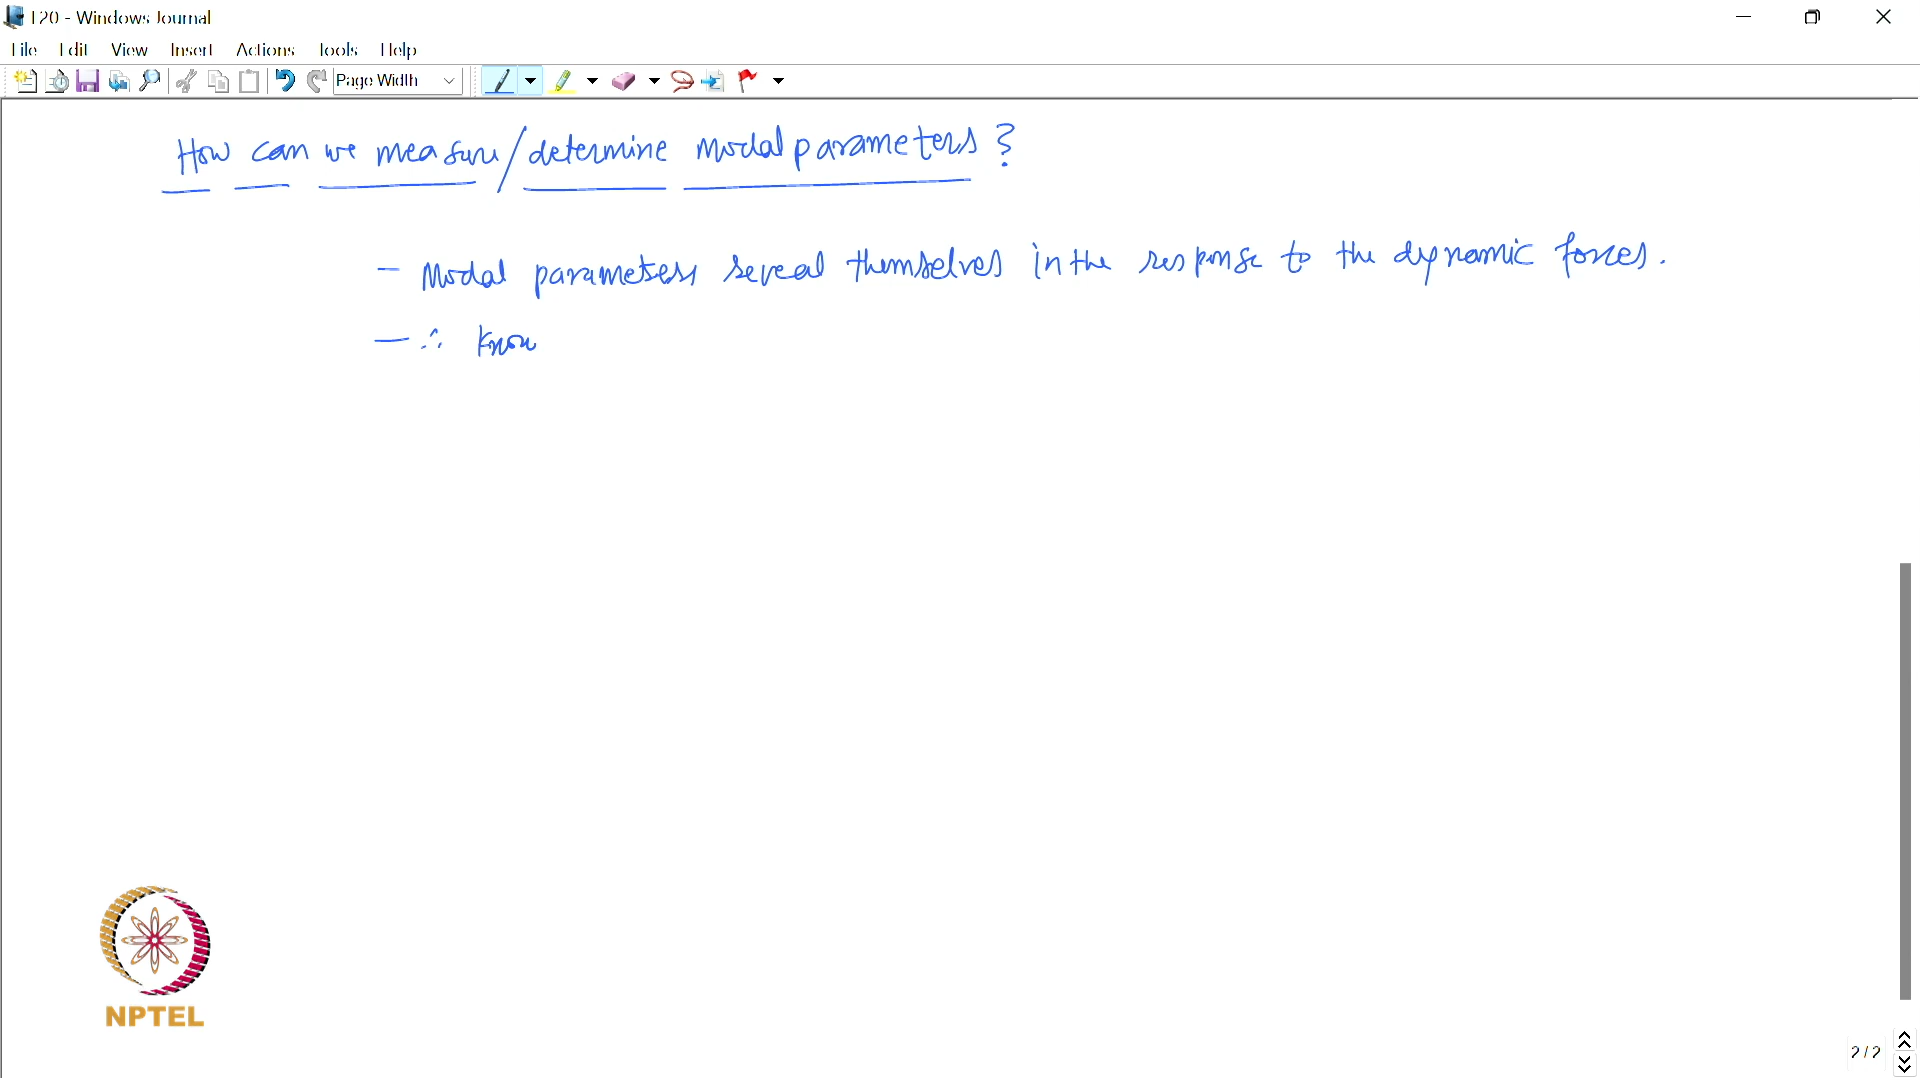 L20 - Windows Journal
File Edit View Insert Actions Tools Help
Page Width
How can we measure/determine modal parameters?
- Modal parameters reveal themselves in the response to the dynamic forces.
- ∴ Know
NPTEL
2/2